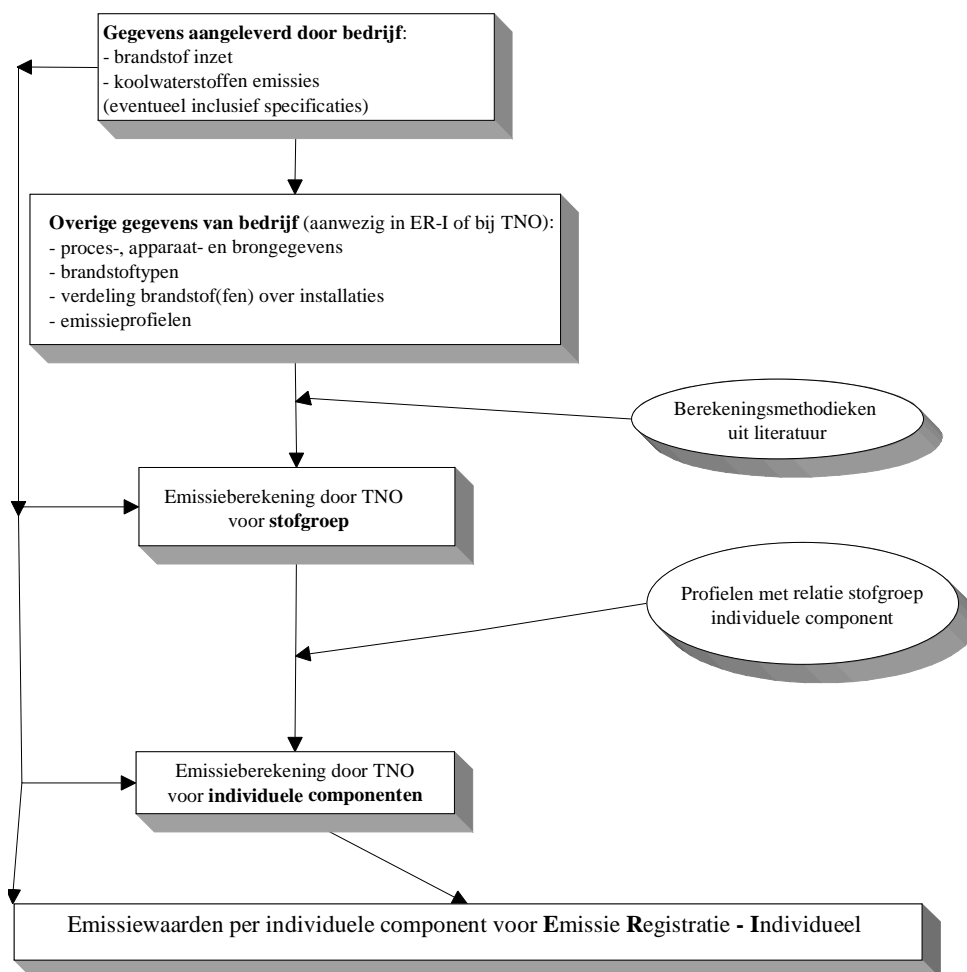 Gegevens aangeleverd door bedrijf:
- brandstof inzet
- koolwaterstoffen emissies
(eventueel inclusief specificaties)
Overige gegevens van bedrijf (aanwezig in ER-I of bij TNO):
- proces-, apparaat- en brongegevens
- brandstoftypen
- verdeling brandstof(fen) over installaties
- emissieprofielen
Berekeningsmethodieken
uit literatuur
Emissieberekening door TNO
voor stofgroep
Profielen met relatie stofgroep
individuele component
Emissieberekening door TNO
voor individuele componenten
Emissiewaarden per individuele component voor Emissie Registratie - Individueel